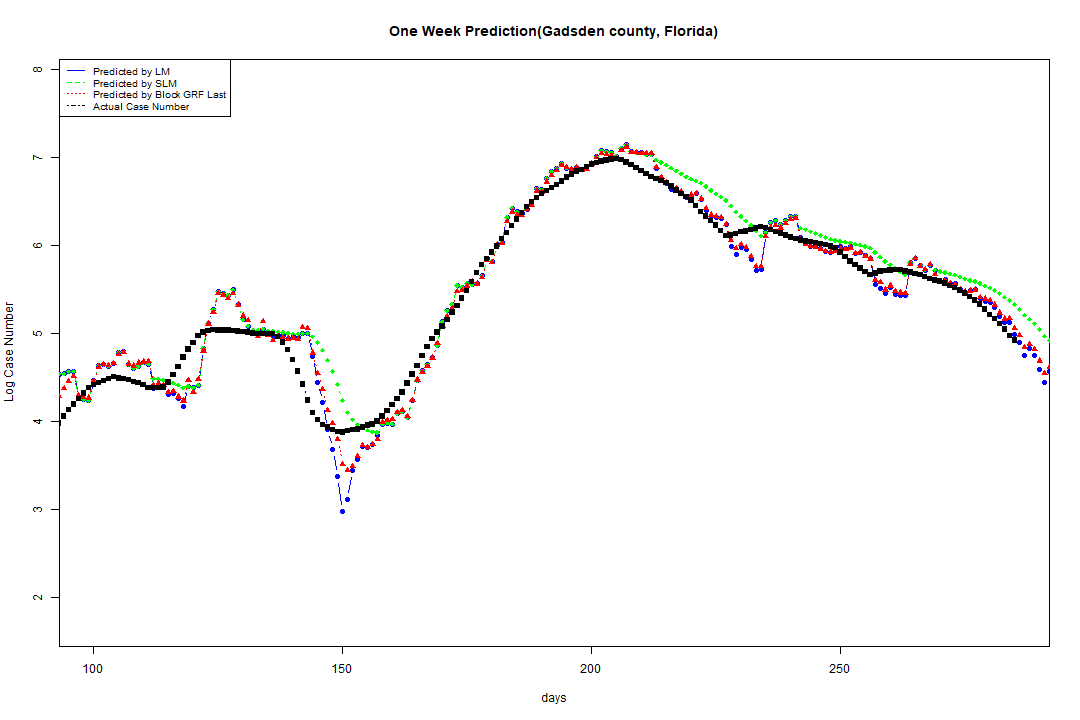 One Week Prediction(Gadsden county, Florida)
Predicted by LM
Predicted by SLM
Predicted by Block GRF Last
Actual Case Number
8
7
6
5
4
3
2
Log Case Number
100 150 200 250
days